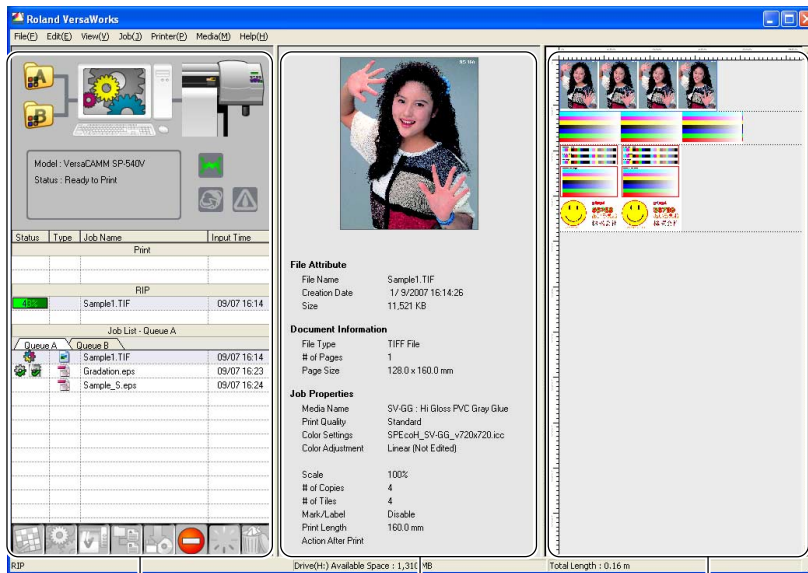 Roland VersaWorks
File(F) Edit(E) View(V) Job(J) Printer(P) Media(M) Help(H)
A
B
Model : VersaCAMM SP-540V
Status : Ready to Print
Status Type Job Name Input Time
Print
RIP
43% Sample1.TIF 09/07 16:14
Job List - Queue A
Queue A Queue B
Sample1.TIF 09/07 16:14
Gradation.eps 09/07 16:23
Sample_S.eps 09/07 16:24
RIP
File Attribute
File Name Sample1.TIF
Creation Date 1/ 9/2007 16:14:26
Size 11,521 KB
Document Information
File Type TIFF File
# of Pages 1
Page Size 128.0 x 160.0 mm
Job Properties
Media Name SV-GG : Hi Gloss PVC Gray Glue
Print Quality Standard
Color Settings SPEcoH_SV-GG_v720x720.icc
Color Adjustment Linear (Not Edited)
Scale 100%
# of Copies 4
# of Tiles 4
Mark/Label Disable
Print Length 160.0 mm
Action After Print
Drive(H:) Available Space : 1,310 MB
Total Length : 0.16 m